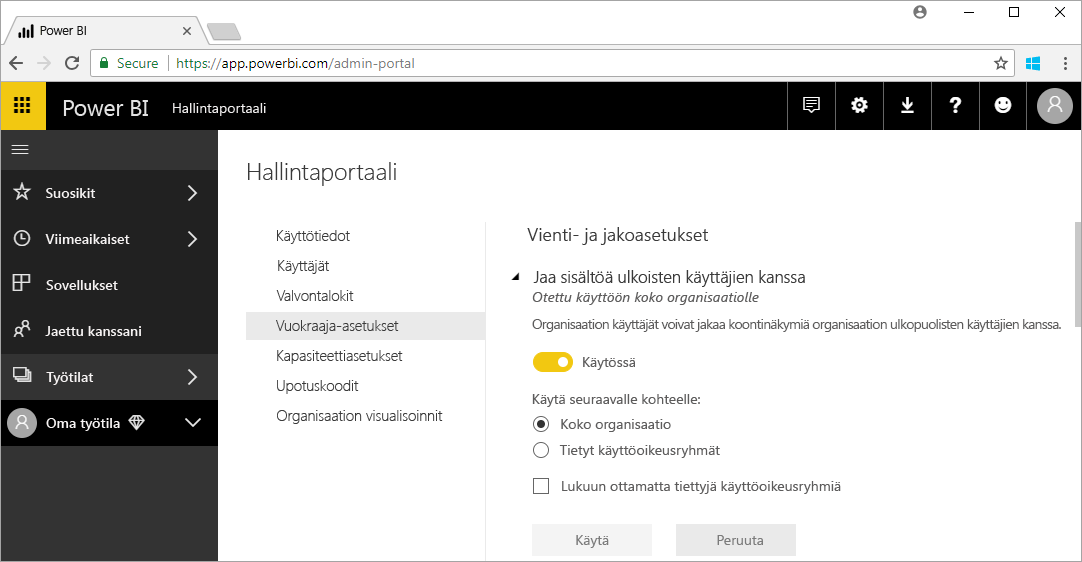 Power BI
Secure https://app.powerbi.com/admin-portal
Power BI Hallintaportaali
Suosikit
Viimeaikaiset
Sovellukset
Jaettu kanssani
Työtilat
Oma työtila
Hallintaportaali
Käyttötiedot
Käyttäjät
Valvontalokit
Vuokraaja-asetukset
Kapasiteettiasetukset
Upotuskoodit
Organisaation visualisoinnit
Vienti- ja jakoasetukset
Jaa sisältöä ulkoisten käyttäjien kanssa
Otettu käyttöön koko organisaatiolle
Organisaation käyttäjät voivat jakaa koontinäkymiä organisaation ulkopuolisten käyttäjien kanssa.
Käytössä
Käytä seuraavalle kohteelle:
Koko organisaatio
Tietyt käyttöoikeusryhmät
Lukuun ottamatta tiettyjä käyttöoikeusryhmiä
Käytä Peruuta